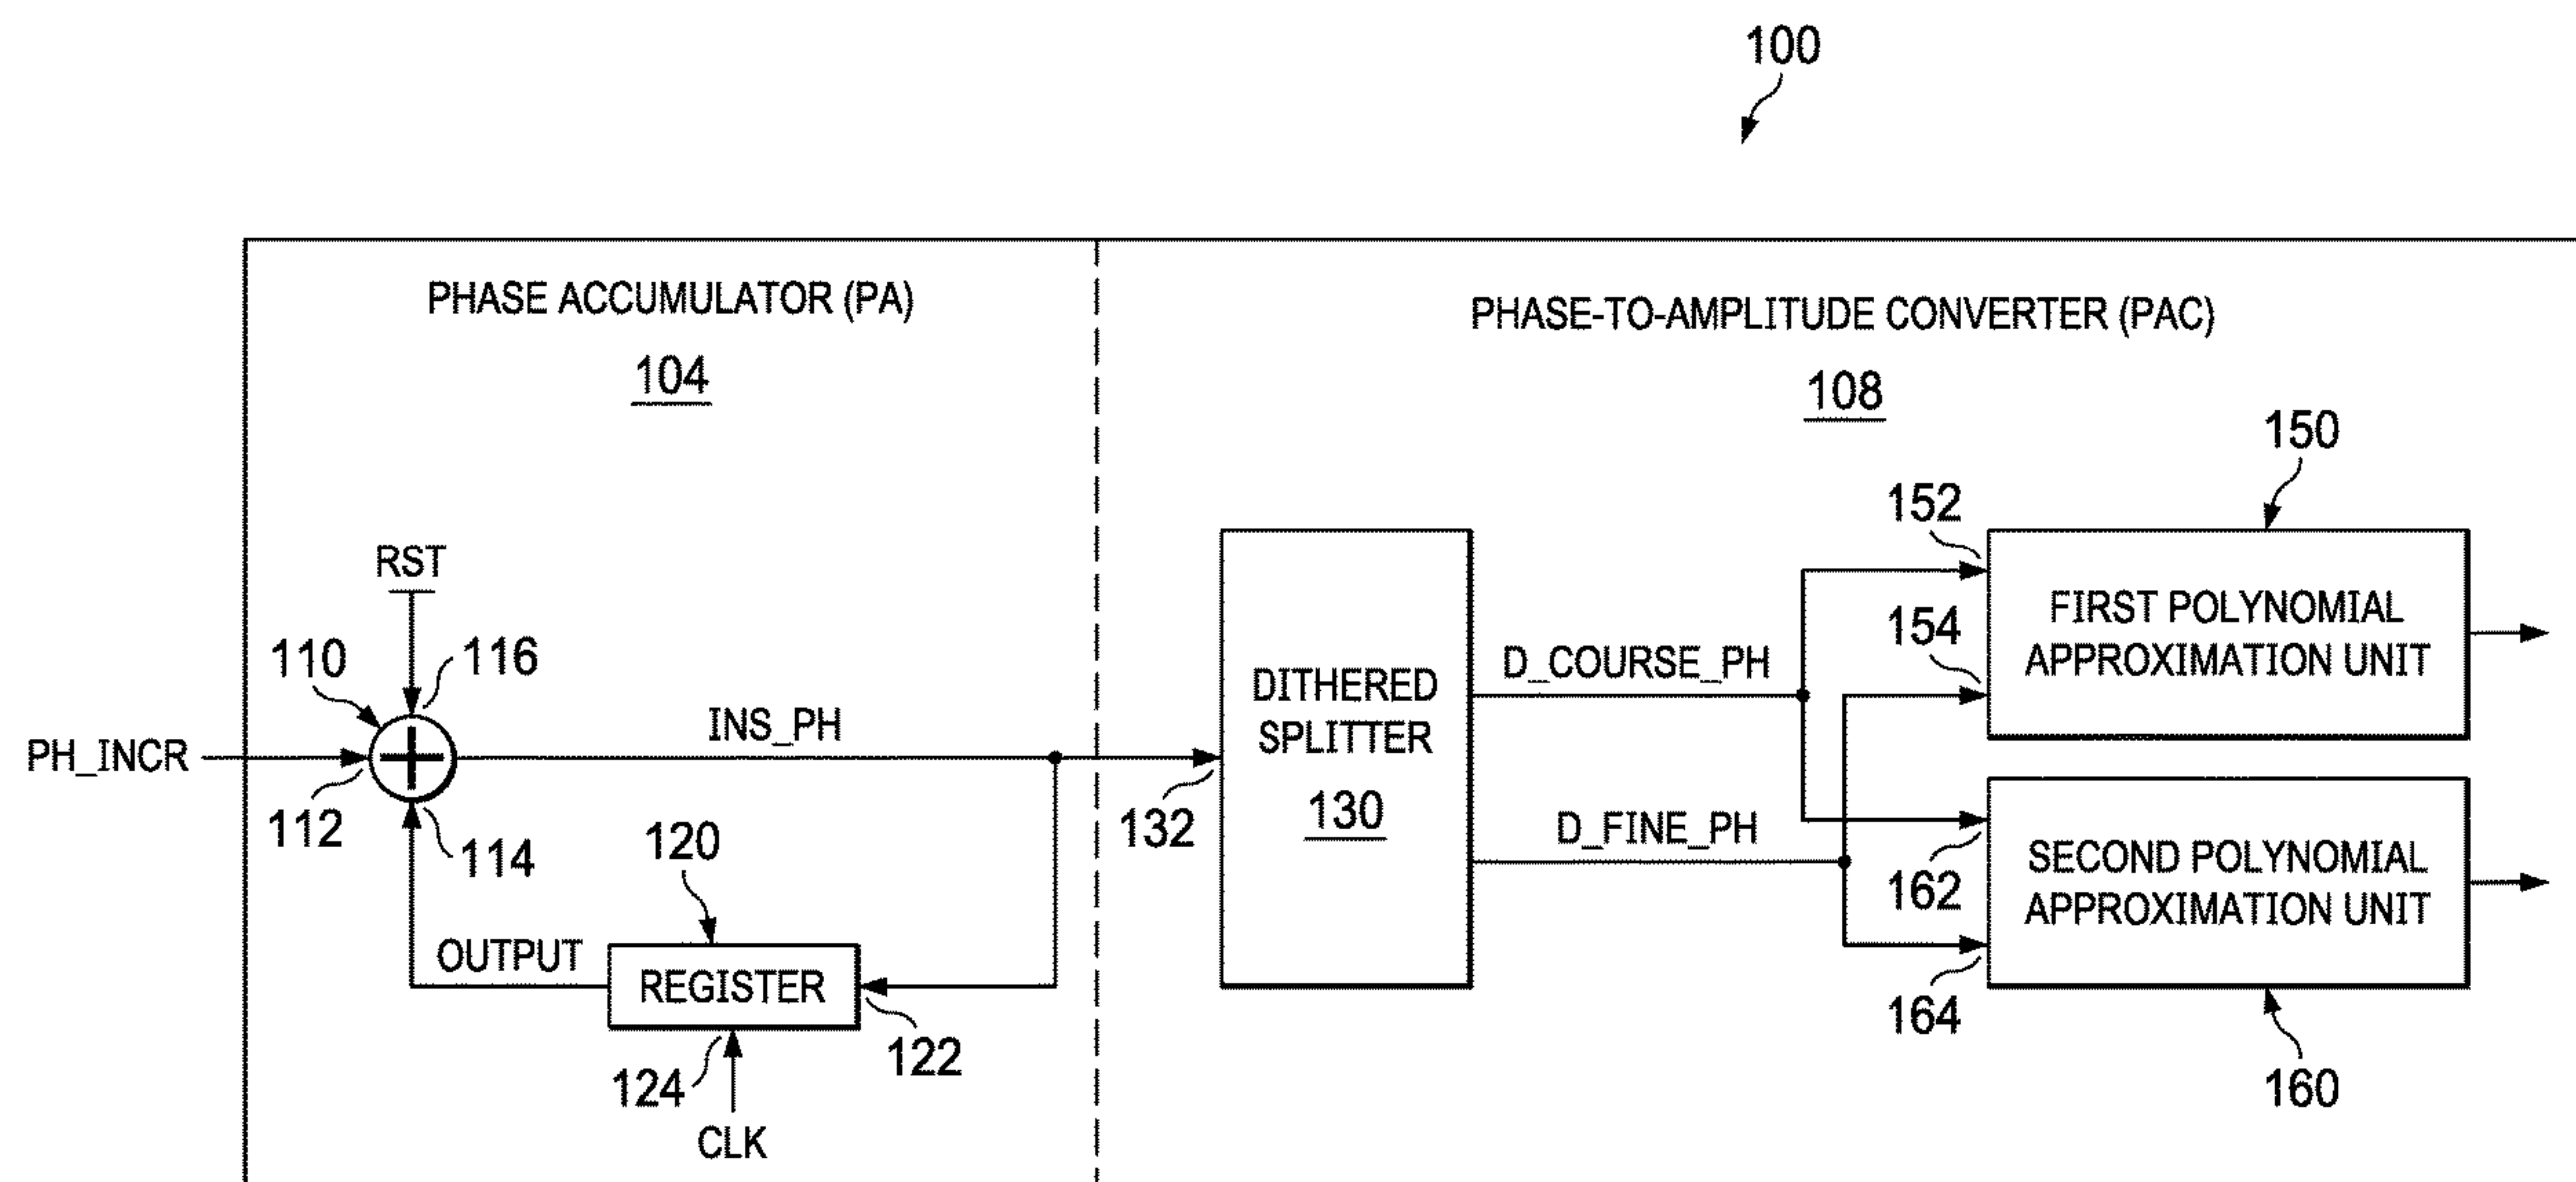 100
PHASE ACCUMULATOR (PA)
104
PHASE-TO-AMPLITUDE CONVERTER (PAC)
108
RST
110
116
PH_INCR
112
114
INS_PH
OUTPUT
120
REGISTER
122
124
CLK
132
DITHERED
SPLITTER
130
D_COURSE_PH
D_FINE_PH
150
152
154
FIRST POLYNOMIAL
APPROXIMATION UNIT
162
164
SECOND POLYNOMIAL
APPROXIMATION UNIT
160